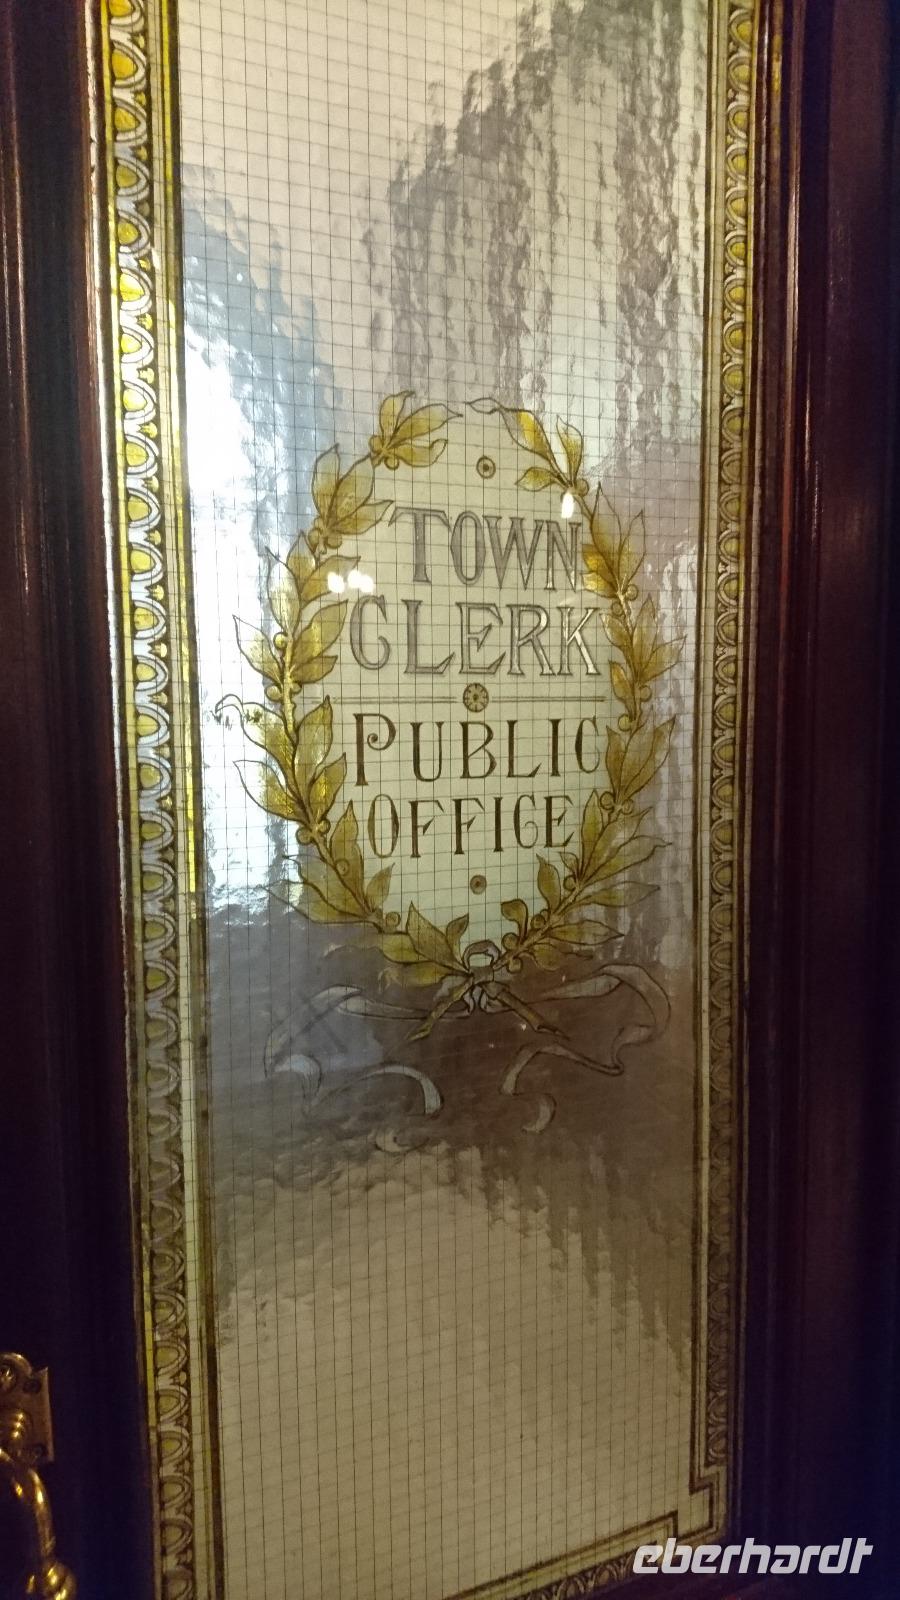 TOWN
CLERK
PUBLIC
OFFICE
eberhardt